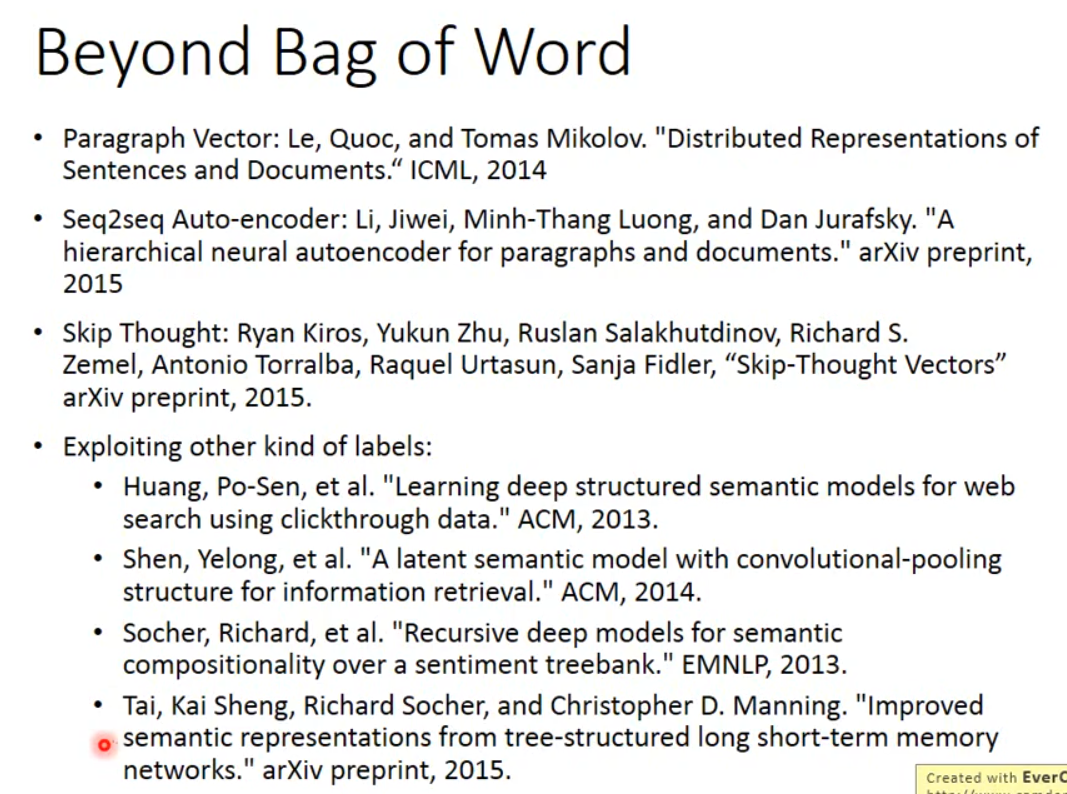 Beyond Bag of Word
• Paragraph Vector: Le, Quoc, and Tomas Mikolov. "Distributed Representations of
Sentences and Documents.“ ICML, 2014
• Seq2seq Auto-encoder: Li, Jiwei, Minh-Thang Luong, and Dan Jurafsky. "A
hierarchical neural autoencoder for paragraphs and documents." arXiv preprint,
2015
• Skip Thought: Ryan Kiros, Yukun Zhu, Ruslan Salakhutdinov, Richard S.
Zemel, Antonio Torralba, Raquel Urtasun, Sanja Fidler, “Skip-Thought Vectors”
arXiv preprint, 2015.
• Exploiting other kind of labels:
• Huang, Po-Sen, et al. "Learning deep structured semantic models for web
search using clickthrough data." ACM, 2013.
• Shen, Yelong, et al. "A latent semantic model with convolutional-pooling
structure for information retrieval." ACM, 2014.
• Socher, Richard, et al. "Recursive deep models for semantic
compositionality over a sentiment treebank." EMNLP, 2013.
• Tai, Kai Sheng, Richard Socher, and Christopher D. Manning. "Improved
semantic representations from tree-structured long short-term memory
networks." arXiv preprint, 2015.
Created with EverC